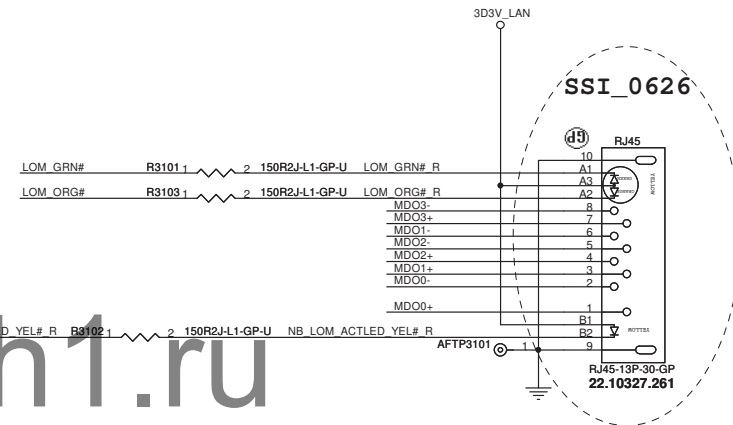 3D3V_LAN
SSI_0626
GP
RJ45
10
LOM_GRN# R3101 1 2 150R2J-L1-GP-U LOM_GRN#_R A1
A3
LOM_ORG# R3103 1 2 150R2J-L1-GP-U LOM_ORG#_R A2
YELLOW
MDO3- 8
MDO3+ 7
MDO1- 6
MDO2- 5
MDO2+ 4
MDO1+ 3
MDO0- 2
MDO0+ 1
B1
D_YEL#_R R3102 1 2 150R2J-L1-GP-U NB_LOM_ACTLED_YEL#_R B2
YELLOW
AFTP3101 1 9
RJ45-13P-30-GP
22.10327.261
h1.ru